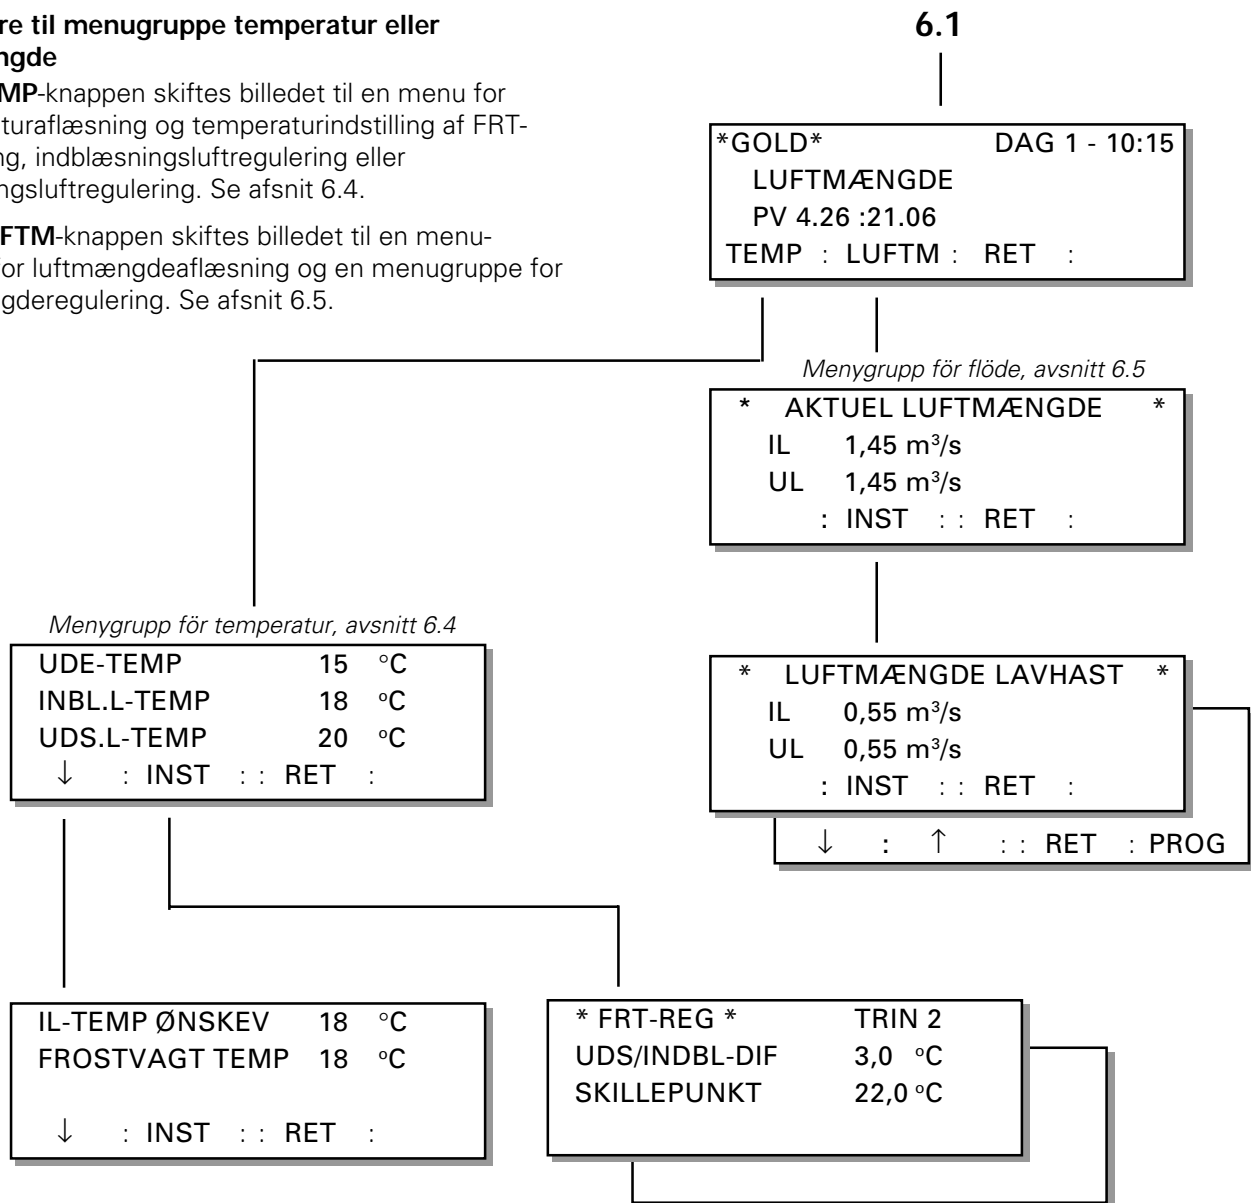 re til menugruppe temperatur eller
ngde
MP-knappen skiftes billedet til en menu for
turaflæsning og temperaturindstilling af FRT-
ng, indblæsningsluftregulering eller
ngsluftregulering. Se afsnit 6.4.
FTM-knappen skiftes billedet til en menu-
for luftmængdeaflæsning og en menugruppe for
gderegulering. Se afsnit 6.5.
6.1
*GOLD* DAG 1 - 10:15
LUFTMÆNGDE
PV 4.26 :21.06
TEMP : LUFTM : RET :
Menygrupp för flöde, avsnitt 6.5
* AKTUEL LUFTMÆNGDE *
IL 1,45 m³/s
UL 1,45 m³/s
: INST : : RET :
Menygrupp för temperatur, avsnitt 6.4
UDE-TEMP 15 °C
INBL.L-TEMP 18 °C
UDS.L-TEMP 20 °C
↓ : INST : : RET :
* LUFTMÆNGDE LAVHAST *
IL 0,55 m³/s
UL 0,55 m³/s
: INST : : RET :
↓ : ↑ : : RET : PROG
IL-TEMP ØNSKEV 18 °C
FROSTVAGT TEMP 18 °C
↓ : INST : : RET :
* FRT-REG * TRIN 2
UDS/INDBL-DIF 3,0 °C
SKILLEPUNKT 22,0 °C